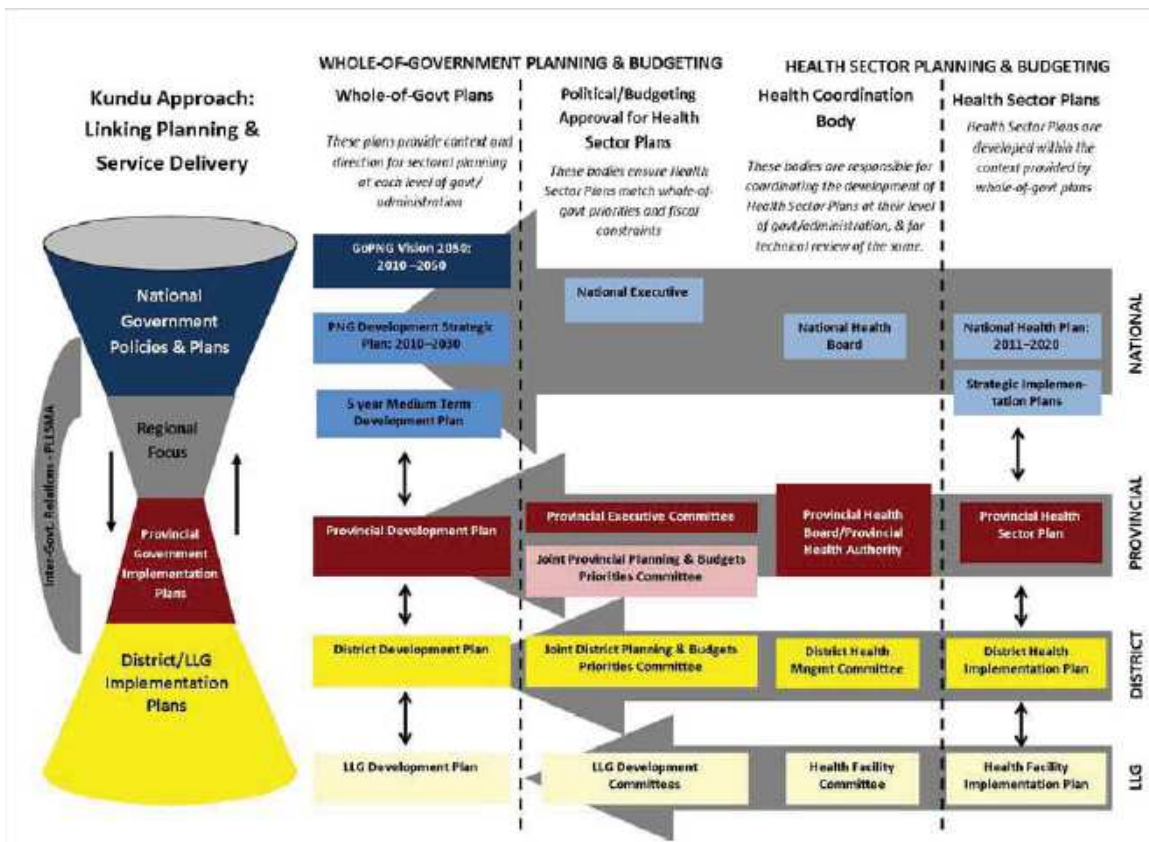 WHOLE-OF-GOVERNMENT PLANNING & BUDGETING
HEALTH SECTOR PLANNING & BUDGETING
Kundu Approach:
Linking Planning &
Service Delivery
Whole-of-Govt Plans
These plans provide context and
direction for sectoral planning
at each level of govt/
administration
Political/Budgeting
Approval for Health
Sector Plans
These bodies ensure Health
Sector Plans match whole-of-
govt priorities and fiscal
constraints
Health Coordination
Body
These bodies are responsible for
coordinating the development of
Health Sector Plans at their level
of govt/administration, & for
technical review of the same.
Health Sector Plans
Health Sector Plans are
developed within the
context provided by
whole-of-govt plans
National
Government
Policies & Plans
Regional
Focus
Provincial
Government
Implementation
Plans
District/LLG
Implementation
Plans
Inter-Govt. Relations - PLLSMA
GoPNG Vision 2050:
2010–2050
PNG Development Strategic
Plan: 2010–2030
5 year Medium Term
Development Plan
National Executive
National Health
Board
National Health Plan:
2011–2020
Strategic Implemen-
tation Plans
NATIONAL
Provincial Development Plan
Provincial Executive Committee
Joint Provincial Planning & Budgets
Priorities Committee
Provincial Health
Board/Provincial
Health Authority
Provincial Health
Sector Plan
PROVINCIAL
District Development Plan
Joint District Planning & Budgets
Priorities Committee
District Health
Mngmt Committee
District Health
Implementation Plan
DISTRICT
LLG Development Plan
LLG Development
Committees
Health Facility
Committee
Health Facility
Implementation Plan
LLG